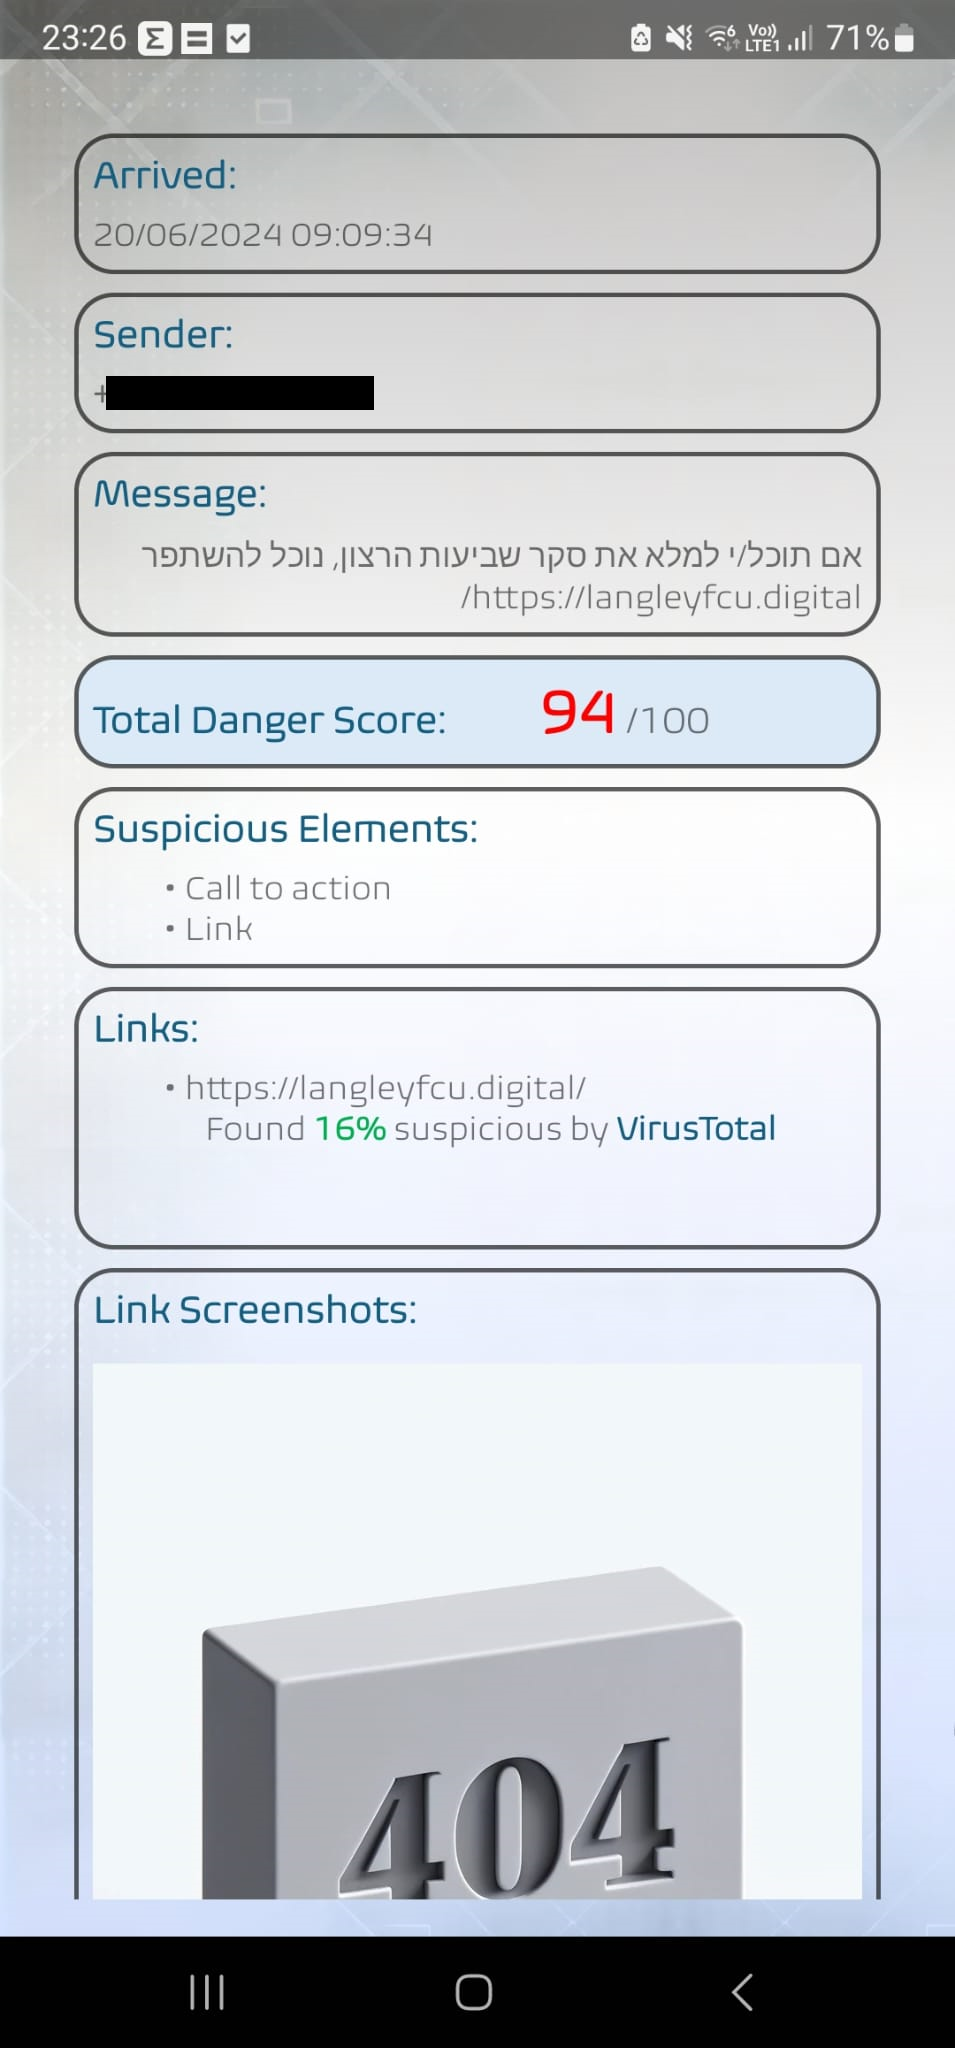 23:26
Vo))
LTE1
71%
Arrived:
20/06/2024 09:09:34
Sender:
+
Message:
אם תוכל/י למלא את סקר שביעות הרצון, נוכל להשתפר
https://langleyfcu.digital/
Total Danger Score: 94 /100
Suspicious Elements:
• Call to action
• Link
Links:
• https://langleyfcu.digital/
Found 16% suspicious by VirusTotal
Link Screenshots:
404